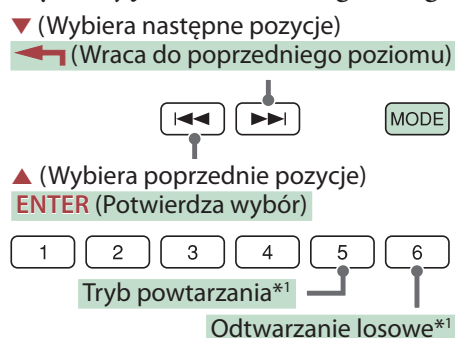 ▼ (Wybiera następne pozycje)
(Wraca do poprzedniego poziomu)
MODE
▲ (Wybiera poprzednie pozycje)
ENTER (Potwierdza wybór)
1 2 3 4 5 6
Tryb powtarzania*1
Odtwarzanie losowe*1